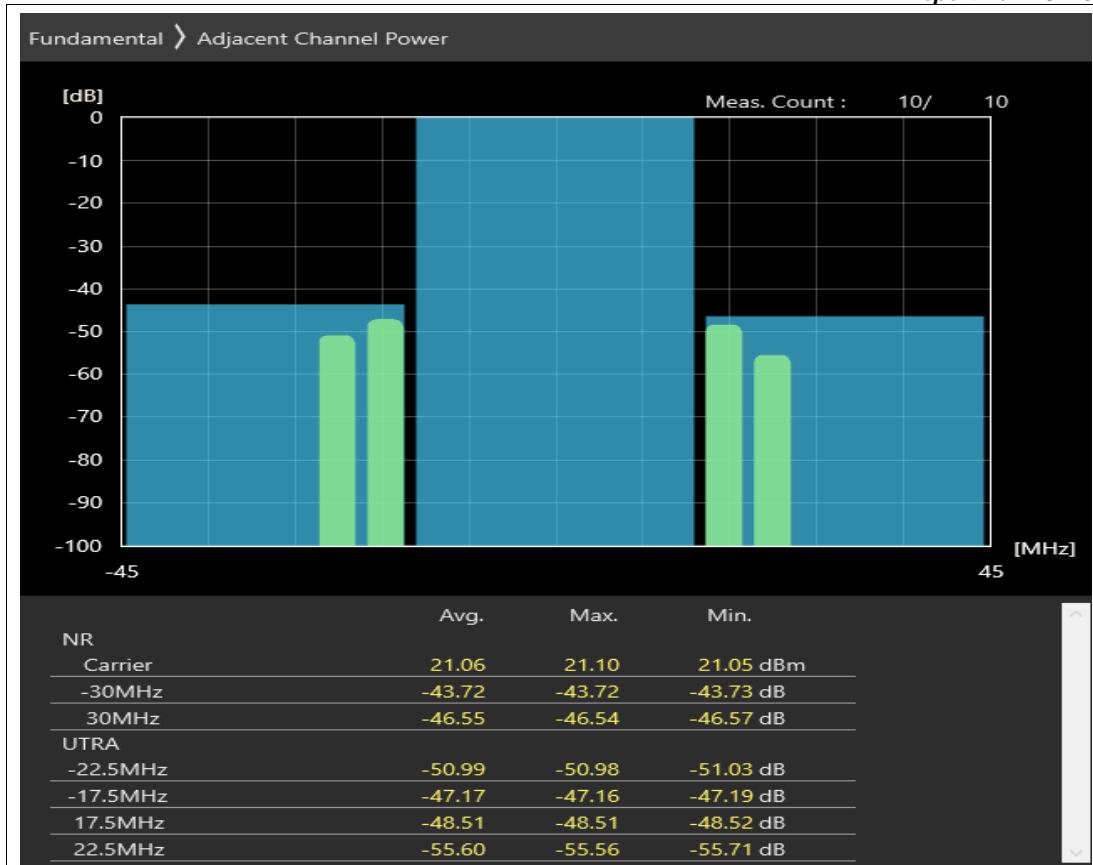 Fundamental 〉 Adjacent Channel Power
[dB]
Meas. Count : 10/ 10
0
-10
-20
-30
-40
-50
-60
-70
-80
-90
-100
[MHz]
-45 45
Avg. Max. Min.
NR
Carrier 21.06 21.10 21.05 dBm
-30MHz -43.72 -43.72 -43.73 dB
30MHz -46.55 -46.54 -46.57 dB
UTRA
-22.5MHz -50.99 -50.98 -51.03 dB
-17.5MHz -47.17 -47.16 -47.19 dB
17.5MHz -48.51 -48.51 -48.52 dB
22.5MHz -55.60 -55.56 -55.71 dB